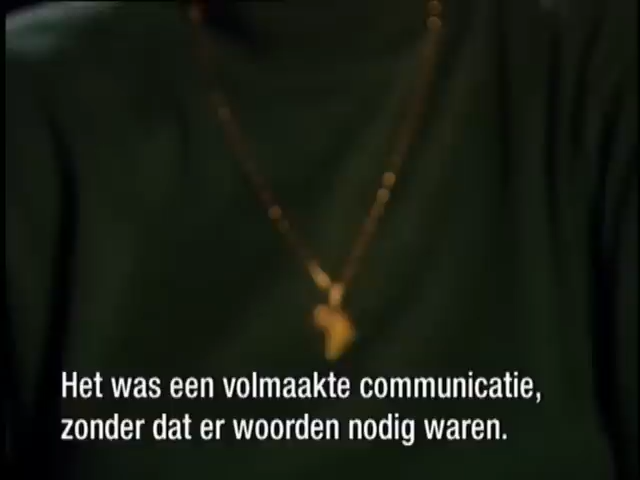 Het was een volmaakte communicatie,
zonder dat er woorden nodig waren.